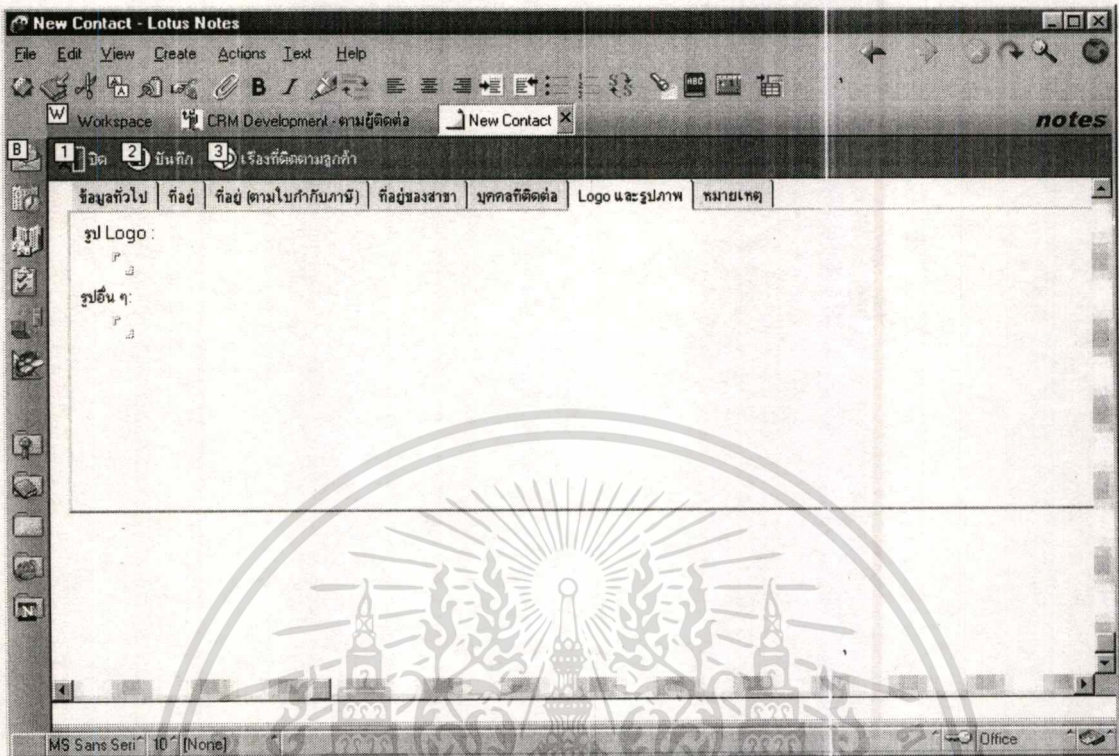 New Contact - Lotus Notes
File Edit View Create Actions Text Help
W Workspace CRM Development - ตามผู้ติดต่อ New Contact notes
B 1 ปิด 2 บันทึก 3 เรื่องที่ติดตามลูกค้า
ข้อมูลทั่วไป ที่อยู่ ที่อยู่ (ตามใบกำกับภาษี) ที่อยู่ของสาขา บุคคลที่ติดต่อ Logo และรูปภาพ หมายเหตุ
รูป Logo :
รูปอื่น ๆ:
MS Sans Seri 10 [None] Office